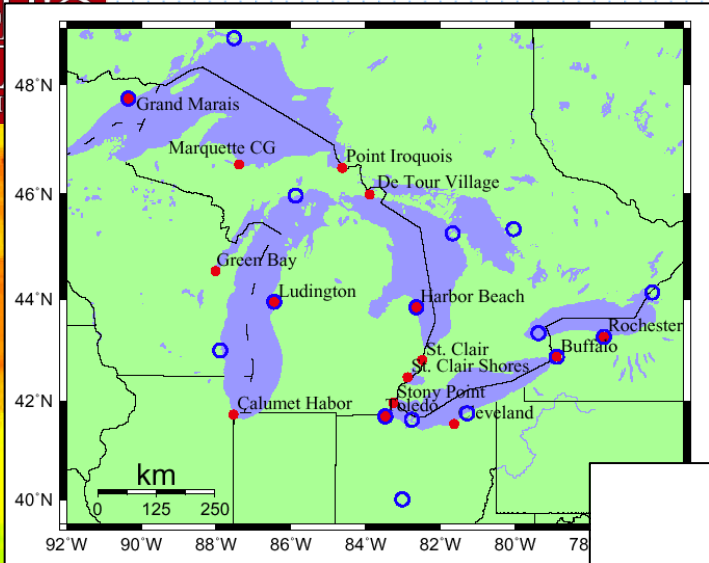 48°N
Grand Marais
Marquette CG
Point Iroquois
De Tour Village
46°N
Green Bay
Ludington
Harbor Beach
44°N
Rochester
Buffalo
St. Clair
St. Clair Shores
Stony Point
42°N
Toledo
Calumet Habor
leveland
km
0 125 250
40°N
92°W 90°W 88°W 86°W 84°W 82°W 80°W 78